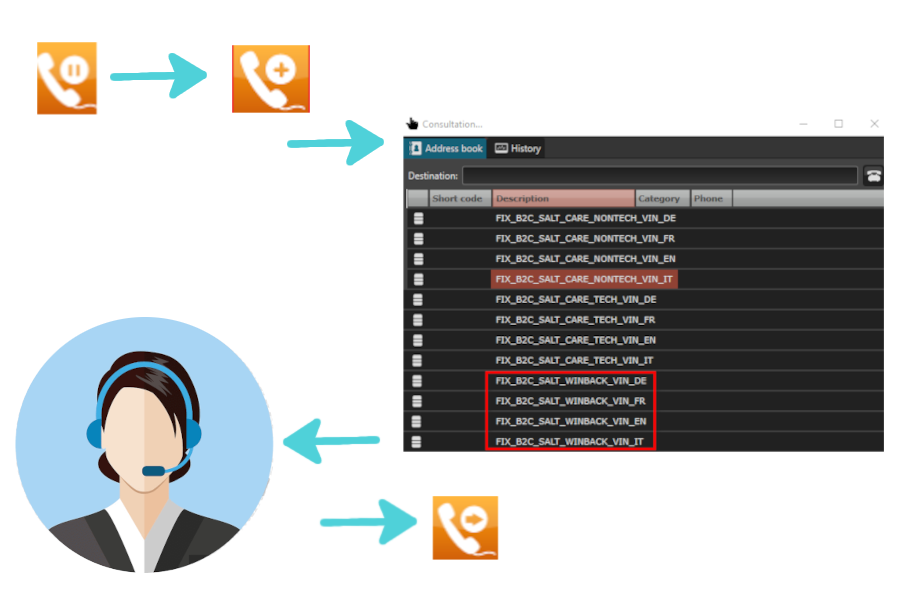 Consultation...
Address book History
Destination:
Short code Description Category Phone
FIX_B2C_SALT_CARE_NONTECH_VIN_DE
FIX_B2C_SALT_CARE_NONTECH_VIN_FR
FIX_B2C_SALT_CARE_NONTECH_VIN_EN
FIX_B2C_SALT_CARE_NONTECH_VIN_IT
FIX_B2C_SALT_CARE_TECH_VIN_DE
FIX_B2C_SALT_CARE_TECH_VIN_FR
FIX_B2C_SALT_CARE_TECH_VIN_EN
FIX_B2C_SALT_CARE_TECH_VIN_IT
FIX_B2C_SALT_WINBACK_VIN_DE
FIX_B2C_SALT_WINBACK_VIN_FR
FIX_B2C_SALT_WINBACK_VIN_EN
FIX_B2C_SALT_WINBACK_VIN_IT